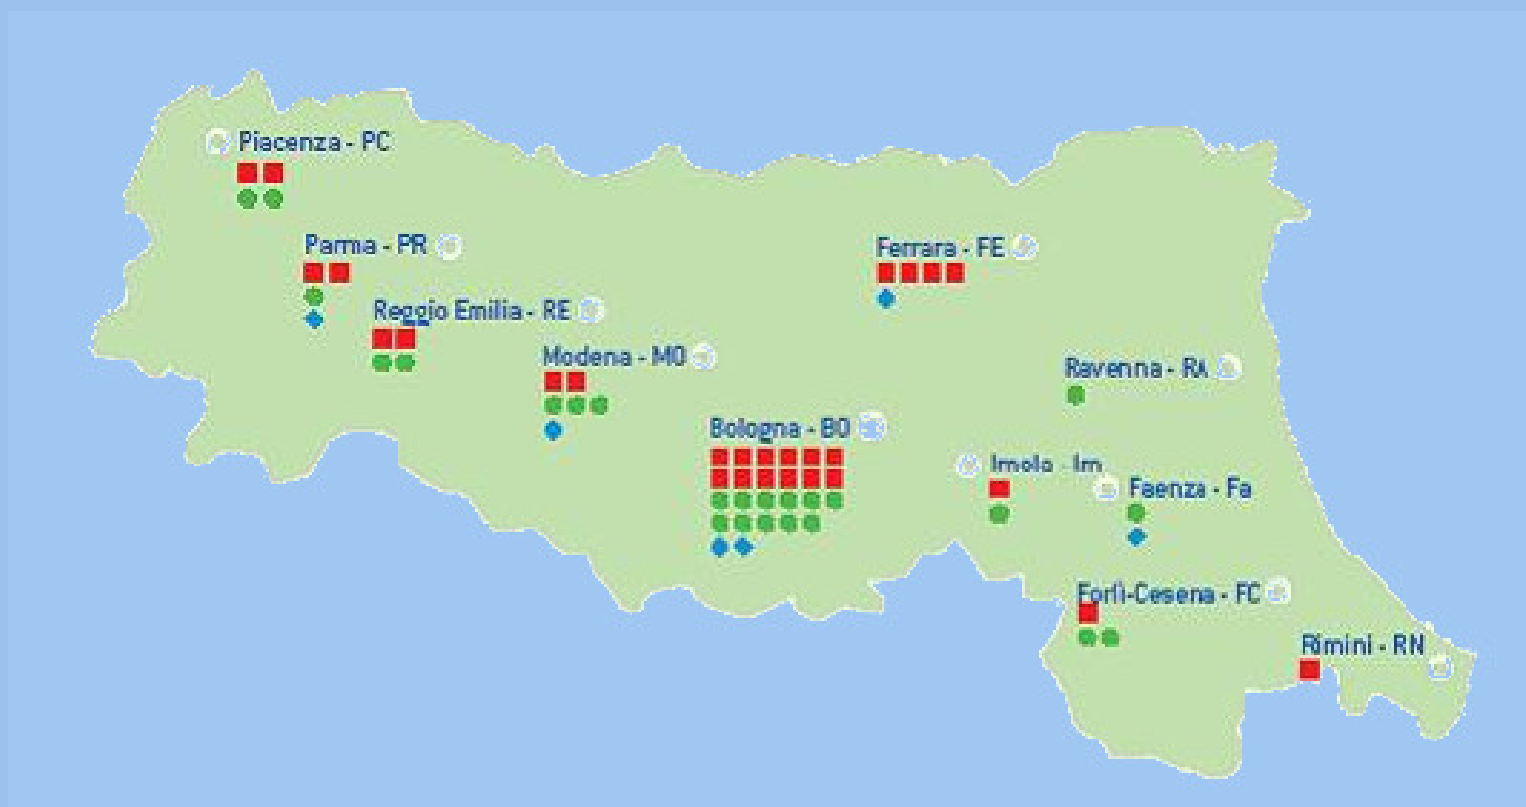 Piacenza - PC
Parma - PR
Ferrara - FE
Reggio Emilia - RE
Modena - MO
Ravenna - RA
Bologna - BO
Imola - Im
Faenza - Fa
Forlì-Cesena - FC
Rimini - RN